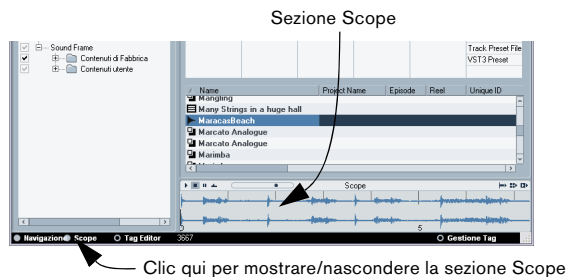 Sezione Scope
Sound Frame
Contenuti di Fabbrica
Contenuti utente
Track Preset File
VST3 Preset
Name Project Name Episode Reel Unique ID
Mangling
Many Strings in a huge hall
MaracasBeach
Marcato Analogue
Marcato Analogue
Marimba
Scope
0 5
Navigazione Scope Tag Editor 3667 Gestione Tag
Clic qui per mostrare/nascondere la sezione Scope